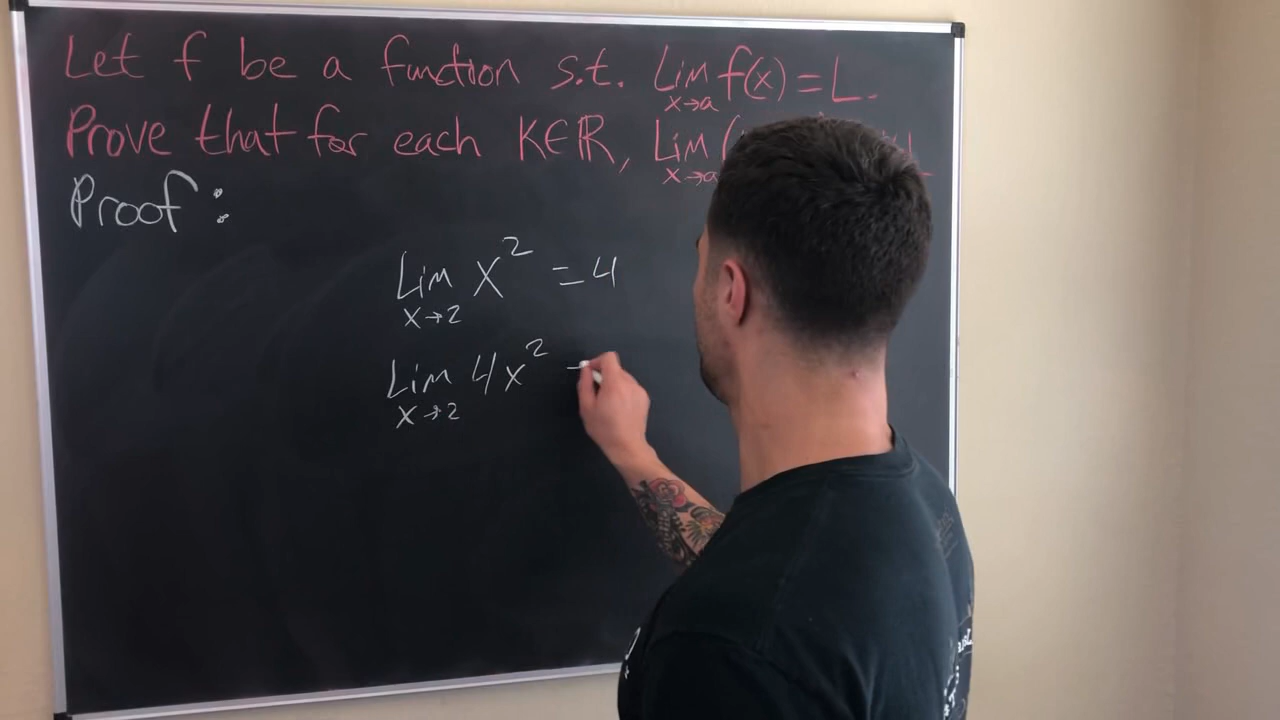 Let f be a function s.t. Lim f(x) = L.
x→a
Prove that for each K∈ℝ, Lim (
x→a
Proof:
Lim x² = 4
x→2
Lim 4x² -
x→2